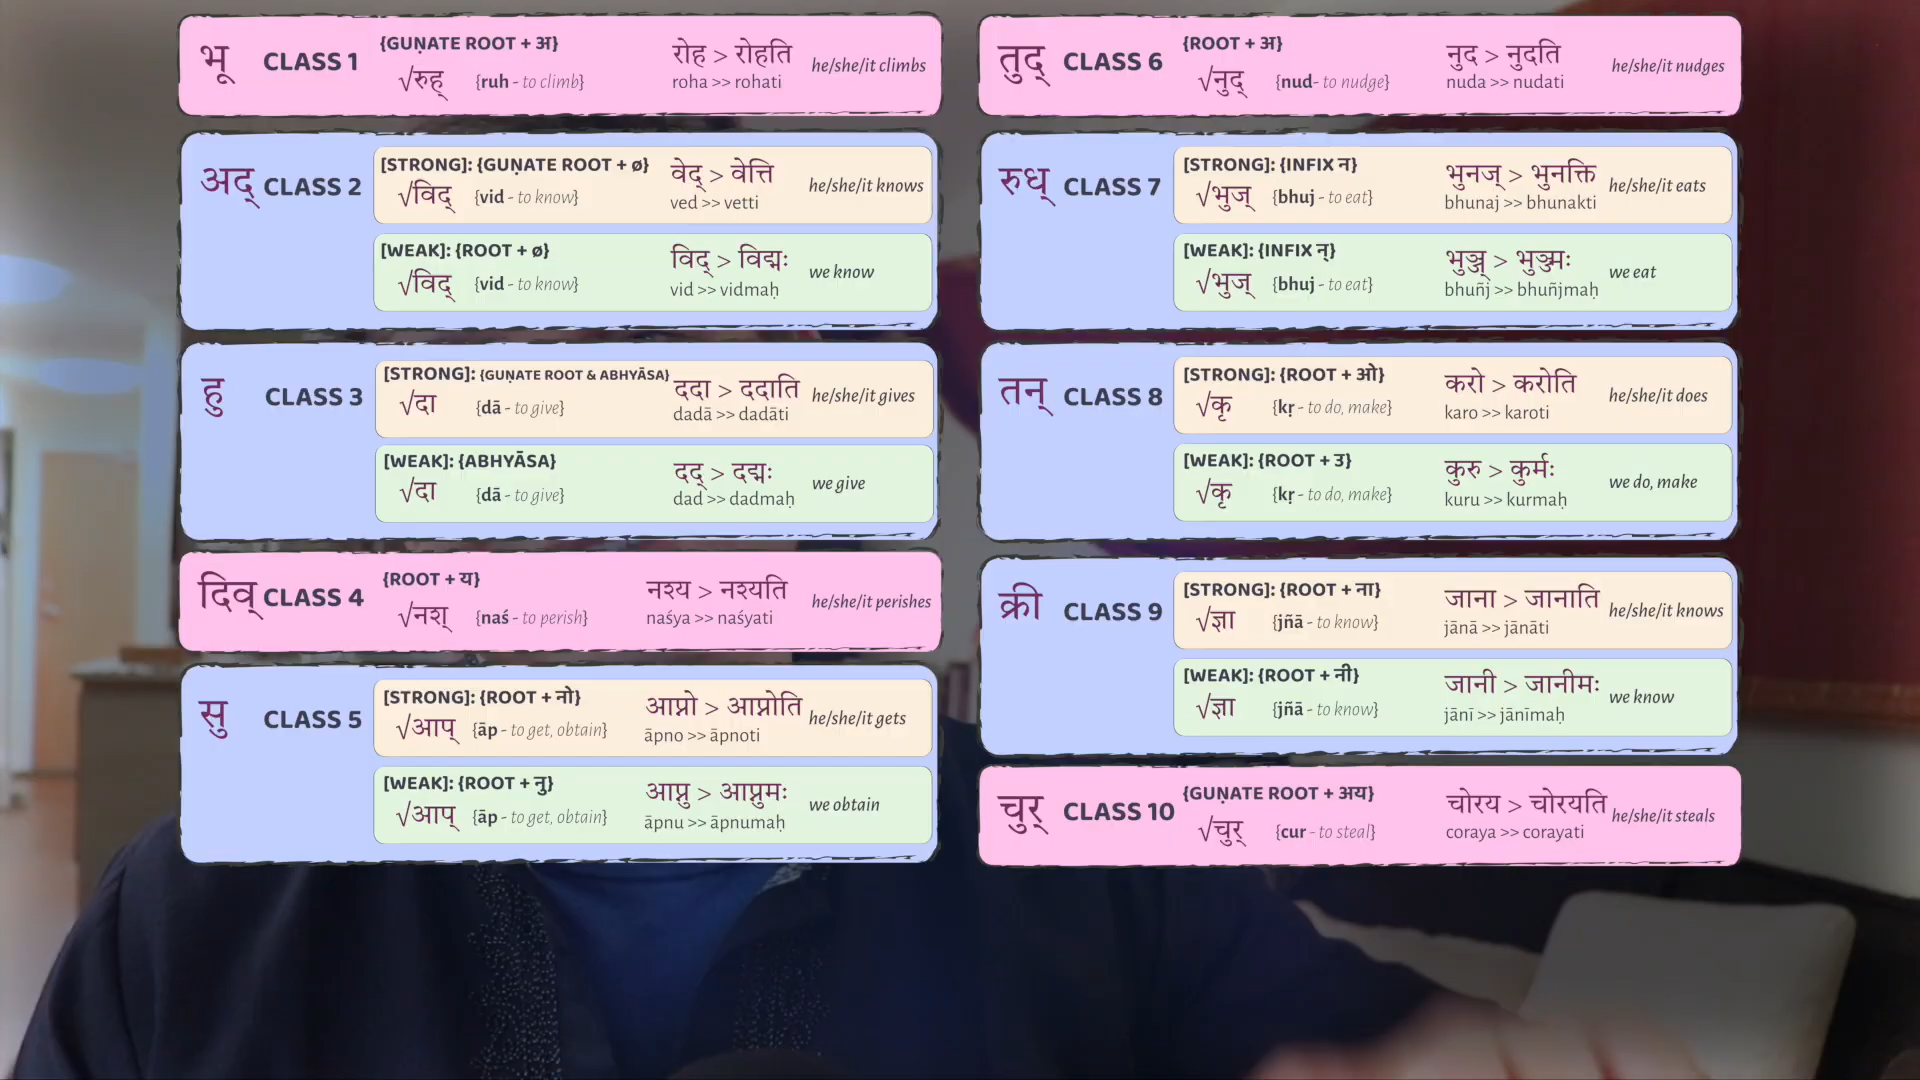 भू CLASS 1
{GUṆATE ROOT + अ}
√रुह् {ruh - to climb}
रोह > रोहति
roha >> rohati
he/she/it climbs
अद् CLASS 2
[STRONG]: {GUṆATE ROOT + ø}
√विद् {vid - to know}
वेद् > वेत्ति
ved >> vetti
he/she/it knows
[WEAK]: {ROOT + ø}
√विद् {vid - to know}
विद् > विद्मः
vid >> vidmaḥ
we know
हु CLASS 3
[STRONG]: {GUṆATE ROOT & ABHYĀSA}
√दा {dā - to give}
ददा > ददाति
dadā >> dadāti
he/she/it gives
[WEAK]: {ABHYĀSA}
√दा {dā - to give}
दद् > दद्मः
dad >> dadmaḥ
we give
दिव् CLASS 4
{ROOT + य}
√नश् {naś - to perish}
नश्य > नश्यति
naśya >> naśyati
he/she/it perishes
सु CLASS 5
[STRONG]: {ROOT + नो}
√आप् {āp - to get, obtain}
आप्नो > आप्नोति
āpno >> āpnoti
he/she/it gets
[WEAK]: {ROOT + नु}
√आप् {āp - to get, obtain}
आप्नु > आप्नुमः
āpnu >> āpnumaḥ
we obtain
तुद् CLASS 6
{ROOT + अ}
√नुद् {nud- to nudge}
नुद > नुदति
nuda >> nudati
he/she/it nudges
रुध् CLASS 7
[STRONG]: {INFIX न}
√भुज् {bhuj - to eat}
भुनज् > भुनक्ति
bhunaj >> bhunakti
he/she/it eats
[WEAK]: {INFIX न्}
√भुज् {bhuj - to eat}
भुञ्ज् > भुञ्ज्मः
bhuñj >> bhuñjmaḥ
we eat
तन् CLASS 8
[STRONG]: {ROOT + ओ}
√कृ {kṛ - to do, make}
करो > करोति
karo >> karoti
he/she/it does
[WEAK]: {ROOT + उ}
√कृ {kṛ - to do, make}
कुरु > कुर्मः
kuru >> kurmaḥ
we do, make
क्री CLASS 9
[STRONG]: {ROOT + ना}
√ज्ञा {jñā - to know}
जाना > जानाति
jānā >> jānāti
he/she/it knows
[WEAK]: {ROOT + नी}
√ज्ञा {jñā - to know}
जानी > जानीमः
jānī >> jānīmaḥ
we know
चुर् CLASS 10
{GUṆATE ROOT + अय}
√चुर् {cur - to steal}
चोरय > चोरयति
coraya >> corayati
he/she/it steals